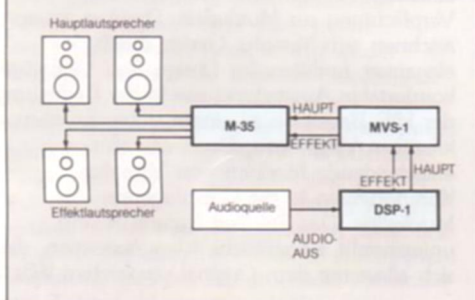 Hauptlautsprecher
M-35
HAUPT
EFFEKT
MVS-1
Effektlautsprecher
EFFEKT
HAUPT
Audioquelle
DSP-1
AUDIO-
AUS